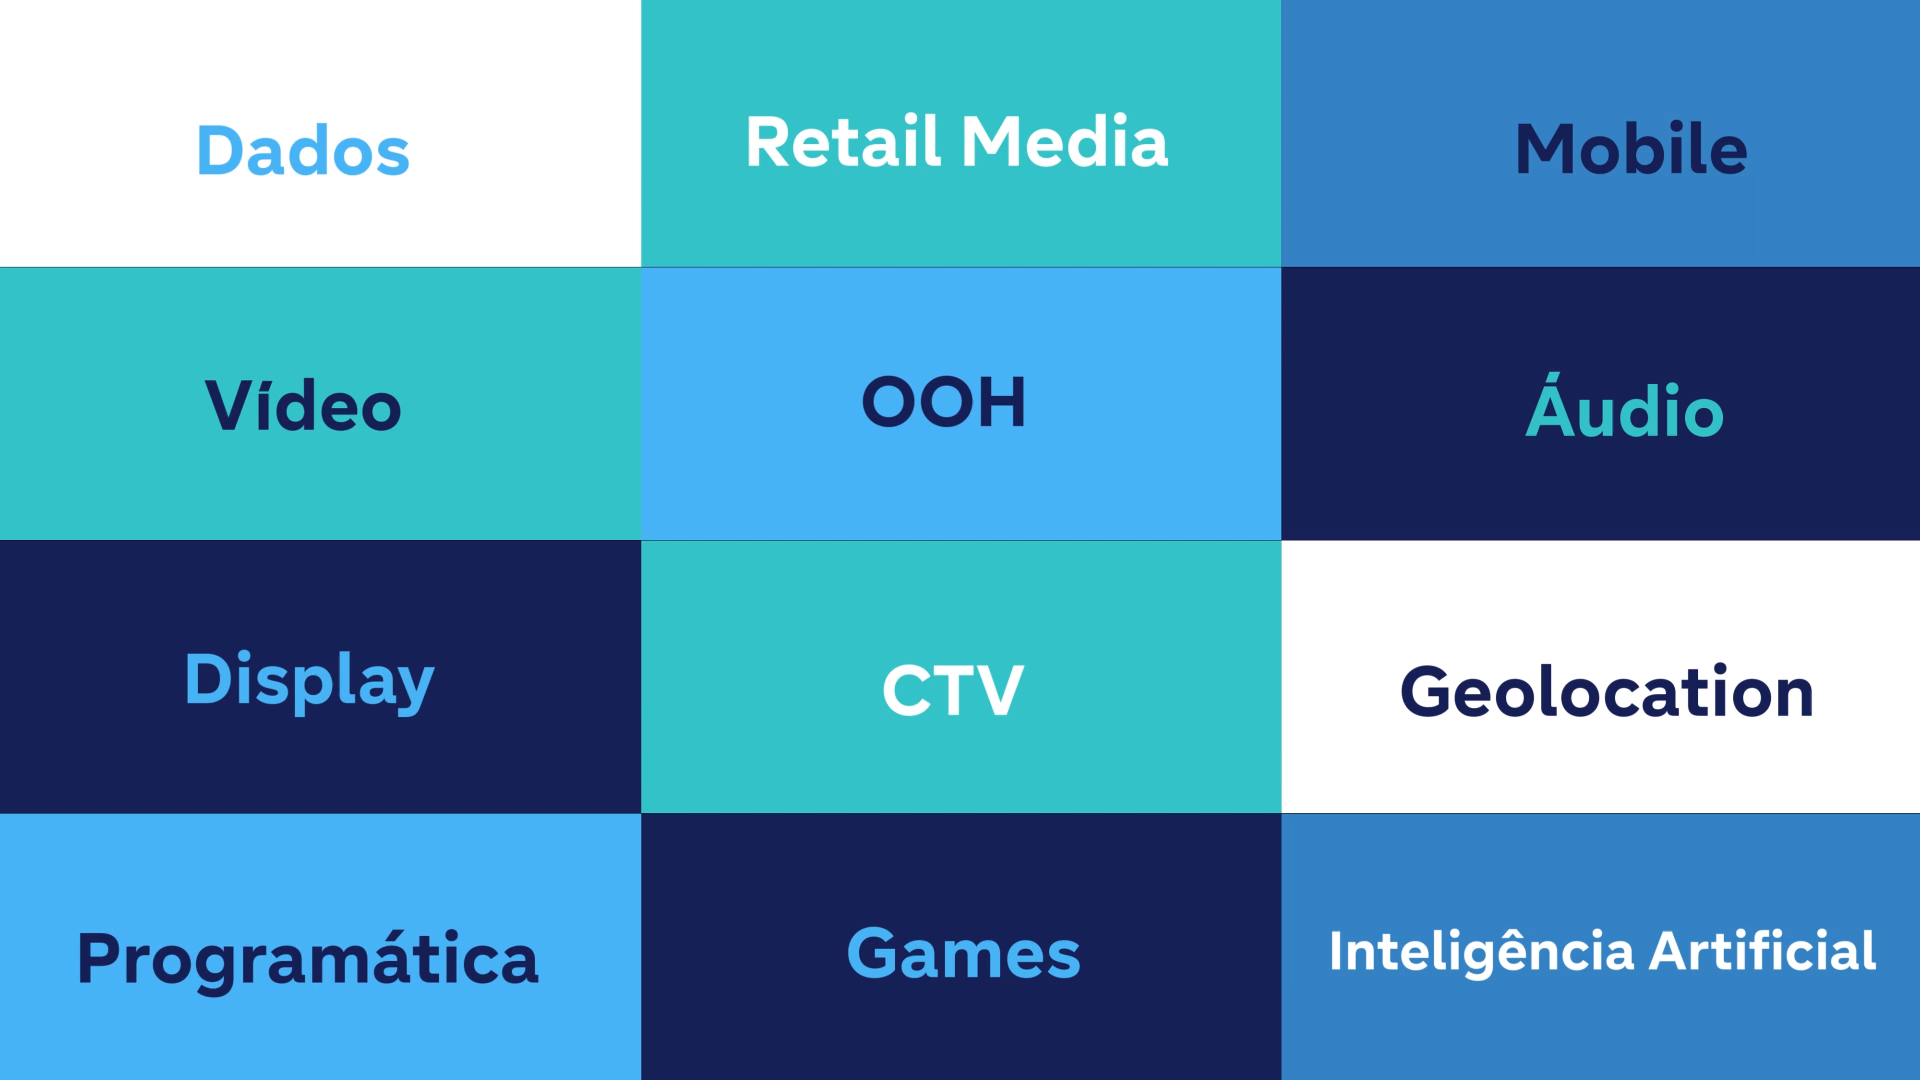 Dados
Retail Media
Mobile
Vídeo
OOH
Áudio
Display
CTV
Geolocation
Programática
Games
Inteligência Artificial